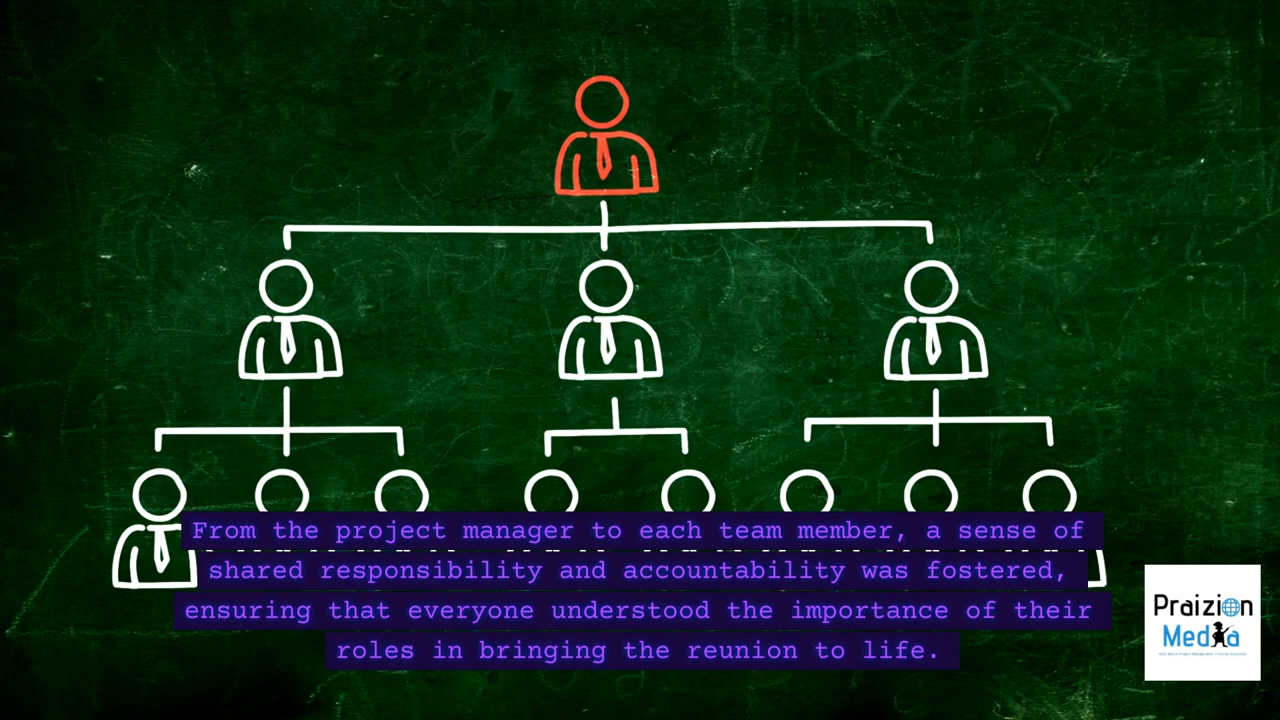 From the project manager to each team member, a sense of
shared responsibility and accountability was fostered,
ensuring that everyone understood the importance of their
roles in bringing the reunion to life.
Praizion
Media